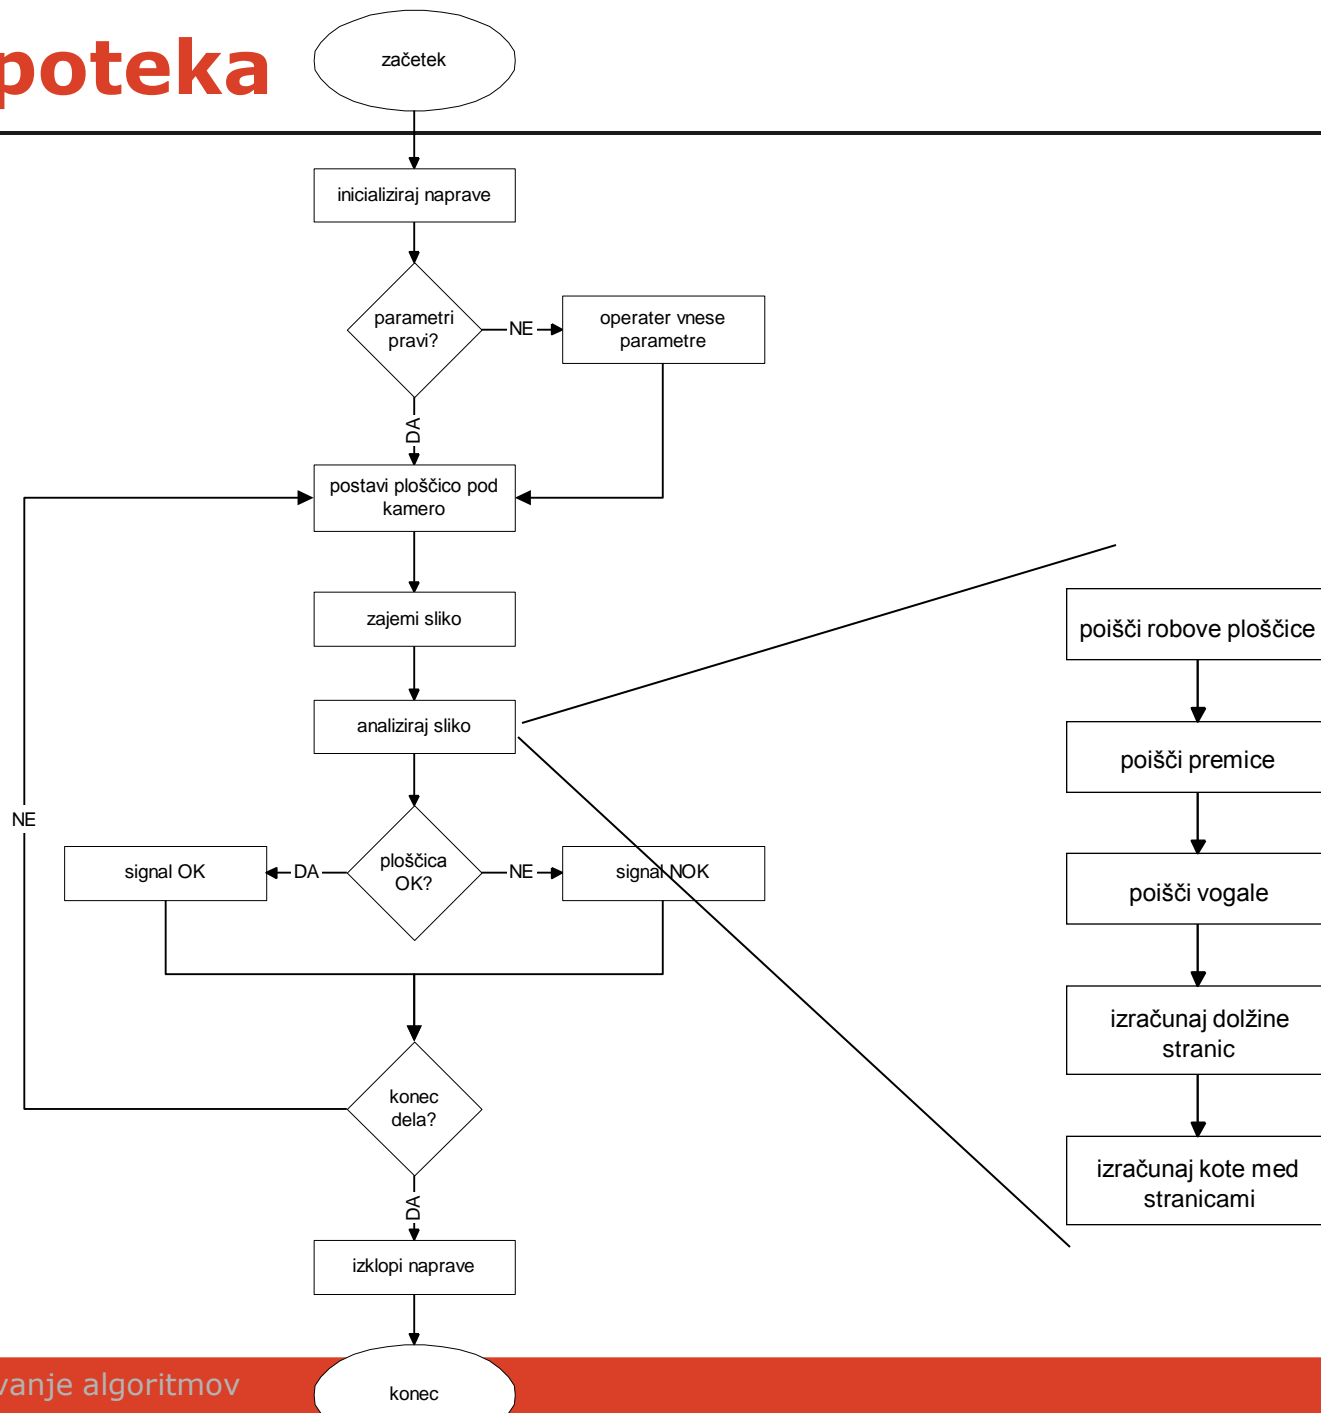 poteka
začetek
inicializiraj naprave
parametri
pravi?
NE
operater vnese
parametre
DA
postavi ploščico pod
kamero
zajemi sliko
analiziraj sliko
NE
signal OK
DA
ploščica
OK?
NE
signal NOK
konec
dela?
DA
izklopi naprave
konec
poišči robove ploščice
poišči premice
poišči vogale
izračunaj dolžine
stranic
izračunaj kote med
stranicami
vanje algoritmov